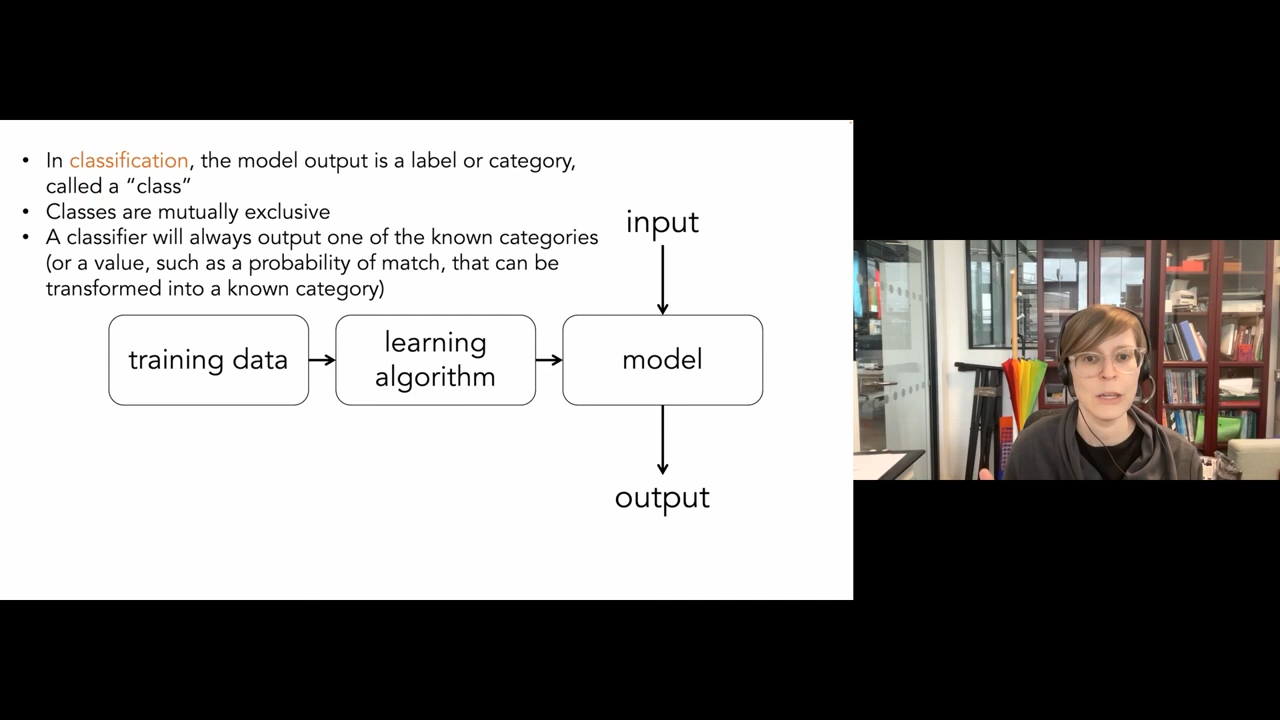 • In classification, the model output is a label or category,
called a “class”
• Classes are mutually exclusive
• A classifier will always output one of the known categories
(or a value, such as a probability of match, that can be
transformed into a known category)
input
training data
learning
algorithm
model
output